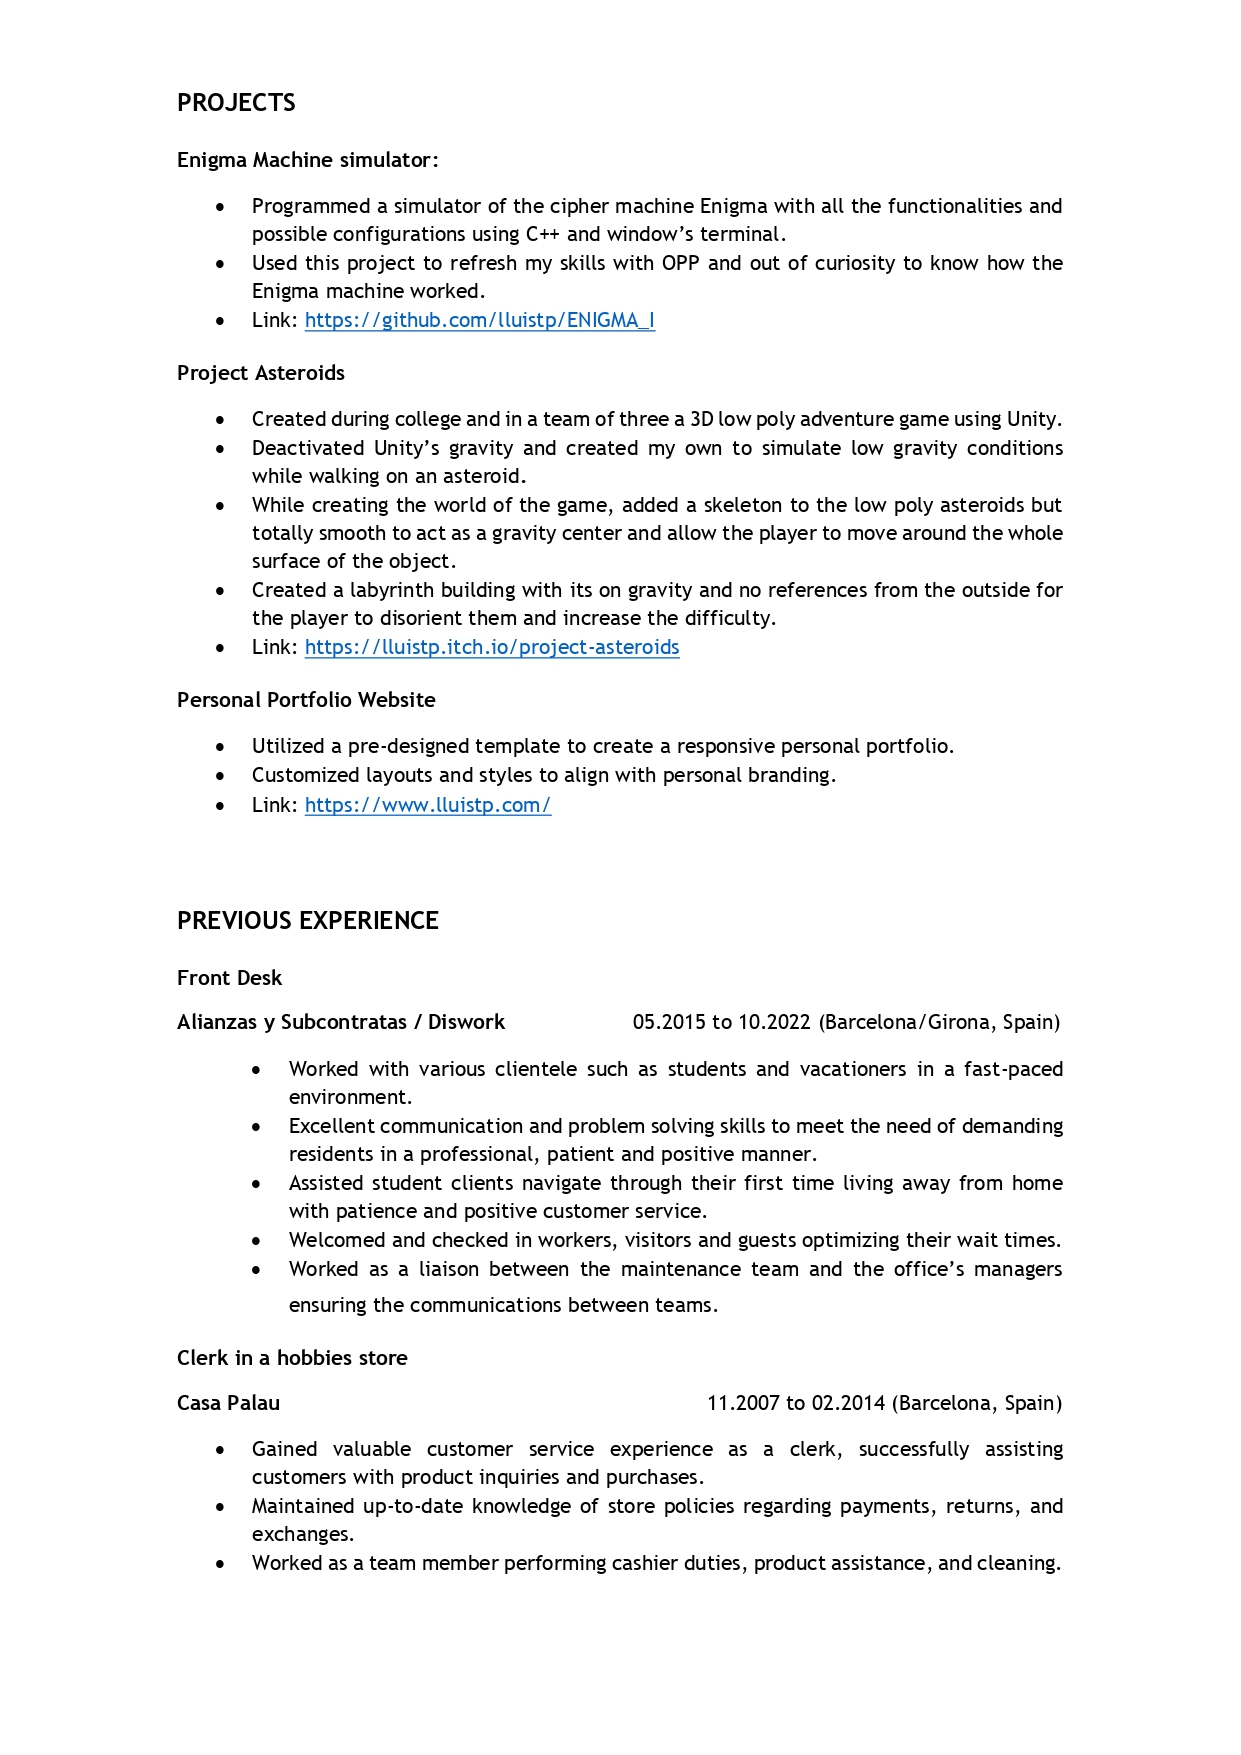 PROJECTS
Enigma Machine simulator:
• Programmed a simulator of the cipher machine Enigma with all the functionalities and
possible configurations using C++ and window’s terminal.
• Used this project to refresh my skills with OPP and out of curiosity to know how the
Enigma machine worked.
• Link: https://github.com/lluistp/ENIGMA_I
Project Asteroids
• Created during college and in a team of three a 3D low poly adventure game using Unity.
• Deactivated Unity’s gravity and created my own to simulate low gravity conditions
while walking on an asteroid.
• While creating the world of the game, added a skeleton to the low poly asteroids but
totally smooth to act as a gravity center and allow the player to move around the whole
surface of the object.
• Created a labyrinth building with its on gravity and no references from the outside for
the player to disorient them and increase the difficulty.
• Link: https://lluistp.itch.io/project-asteroids
Personal Portfolio Website
• Utilized a pre-designed template to create a responsive personal portfolio.
• Customized layouts and styles to align with personal branding.
• Link: https://www.lluistp.com/
PREVIOUS EXPERIENCE
Front Desk
Alianzas y Subcontratas / Diswork 05.2015 to 10.2022 (Barcelona/Girona, Spain)
• Worked with various clientele such as students and vacationers in a fast-paced
environment.
• Excellent communication and problem solving skills to meet the need of demanding
residents in a professional, patient and positive manner.
• Assisted student clients navigate through their first time living away from home
with patience and positive customer service.
• Welcomed and checked in workers, visitors and guests optimizing their wait times.
• Worked as a liaison between the maintenance team and the office’s managers
ensuring the communications between teams.
Clerk in a hobbies store
Casa Palau 11.2007 to 02.2014 (Barcelona, Spain)
• Gained valuable customer service experience as a clerk, successfully assisting
customers with product inquiries and purchases.
• Maintained up-to-date knowledge of store policies regarding payments, returns, and
exchanges.
• Worked as a team member performing cashier duties, product assistance, and cleaning.